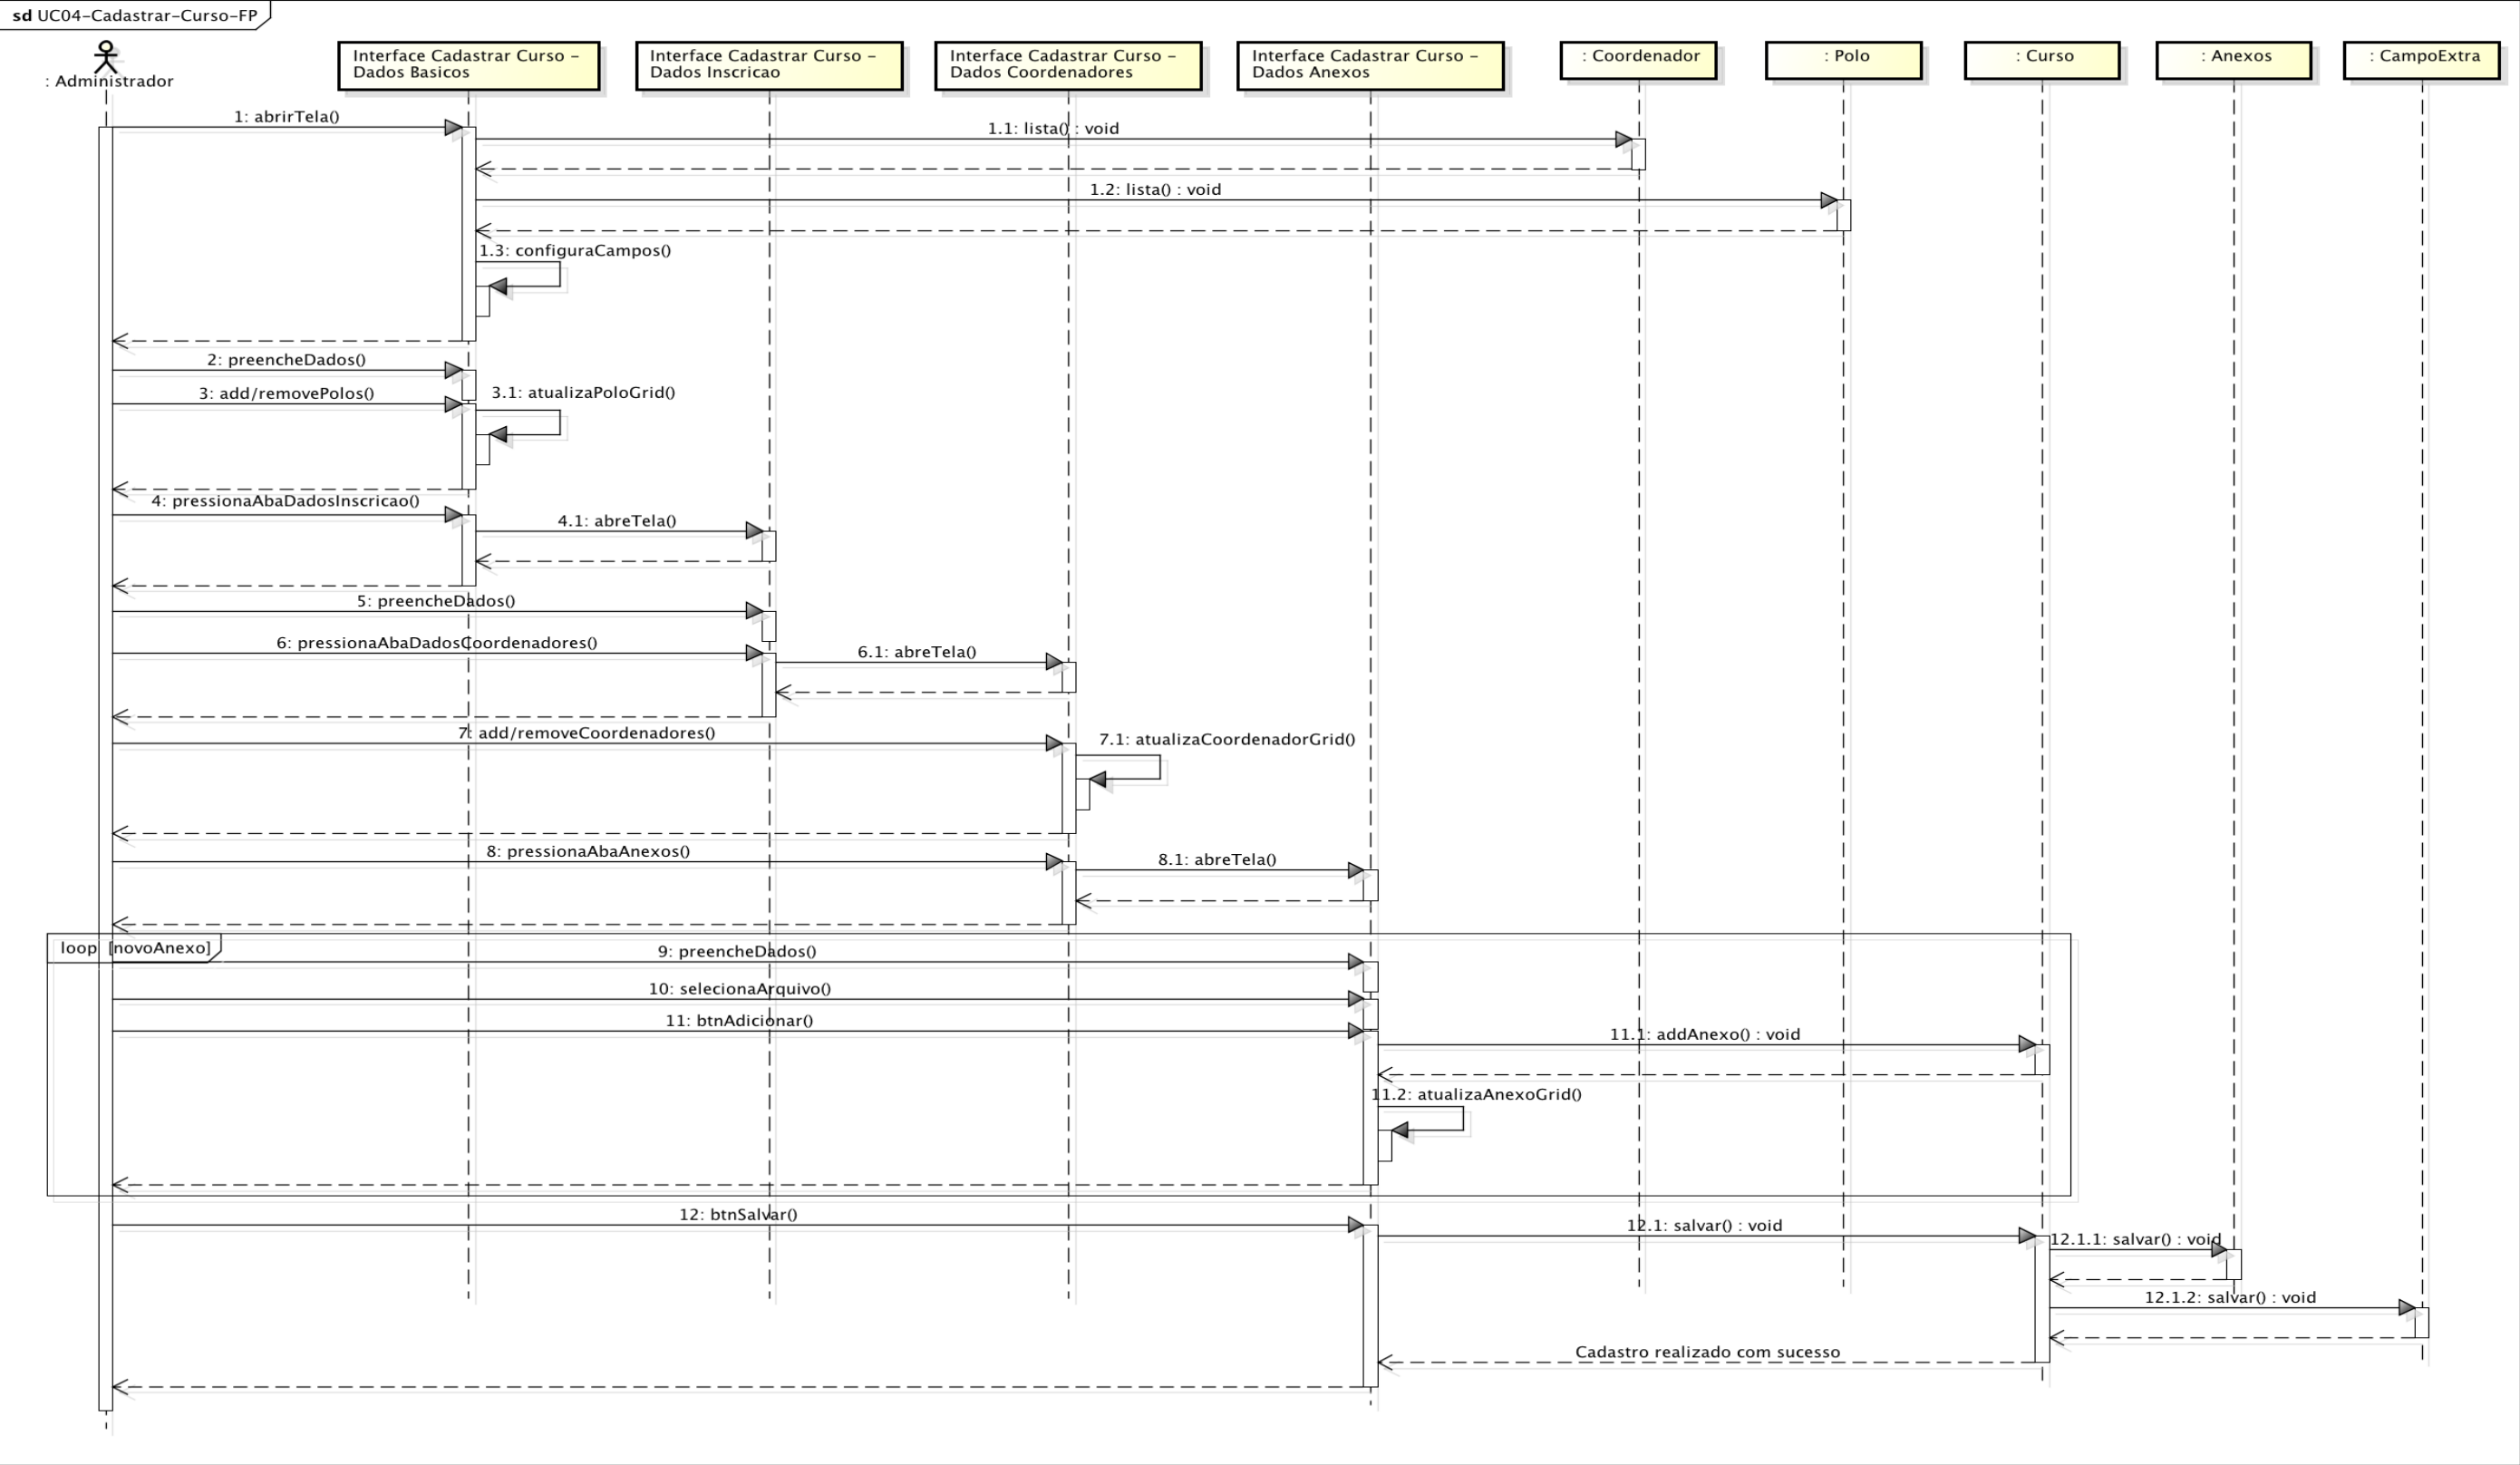 sd UC04-Cadastrar-Curso-FP
: Administrador
Interface Cadastrar Curso -
Dados Basicos
Interface Cadastrar Curso -
Dados Inscricao
Interface Cadastrar Curso -
Dados Coordenadores
Interface Cadastrar Curso -
Dados Anexos
: Coordenador
: Polo
: Curso
: Anexos
: CampoExtra
1: abrirTela()
1.1: lista() : void
1.2: lista() : void
1.3: configuraCampos()
2: preencheDados()
3: add/removePolos()
3.1: atualizaPoloGrid()
4: pressionaAbaDadosInscricao()
4.1: abreTela()
5: preencheDados()
6: pressionaAbaDadosCoordenadores()
6.1: abreTela()
7: add/removeCoordenadores()
7.1: atualizaCoordenadorGrid()
8: pressionaAbaAnexos()
8.1: abreTela()
loop [novoAnexo]
9: preencheDados()
10: selecionaArquivo()
11: btnAdicionar()
11.1: addAnexo() : void
11.2: atualizaAnexoGrid()
12: btnSalvar()
12.1: salvar() : void
12.1.1: salvar() : void
12.1.2: salvar() : void
Cadastro realizado com sucesso